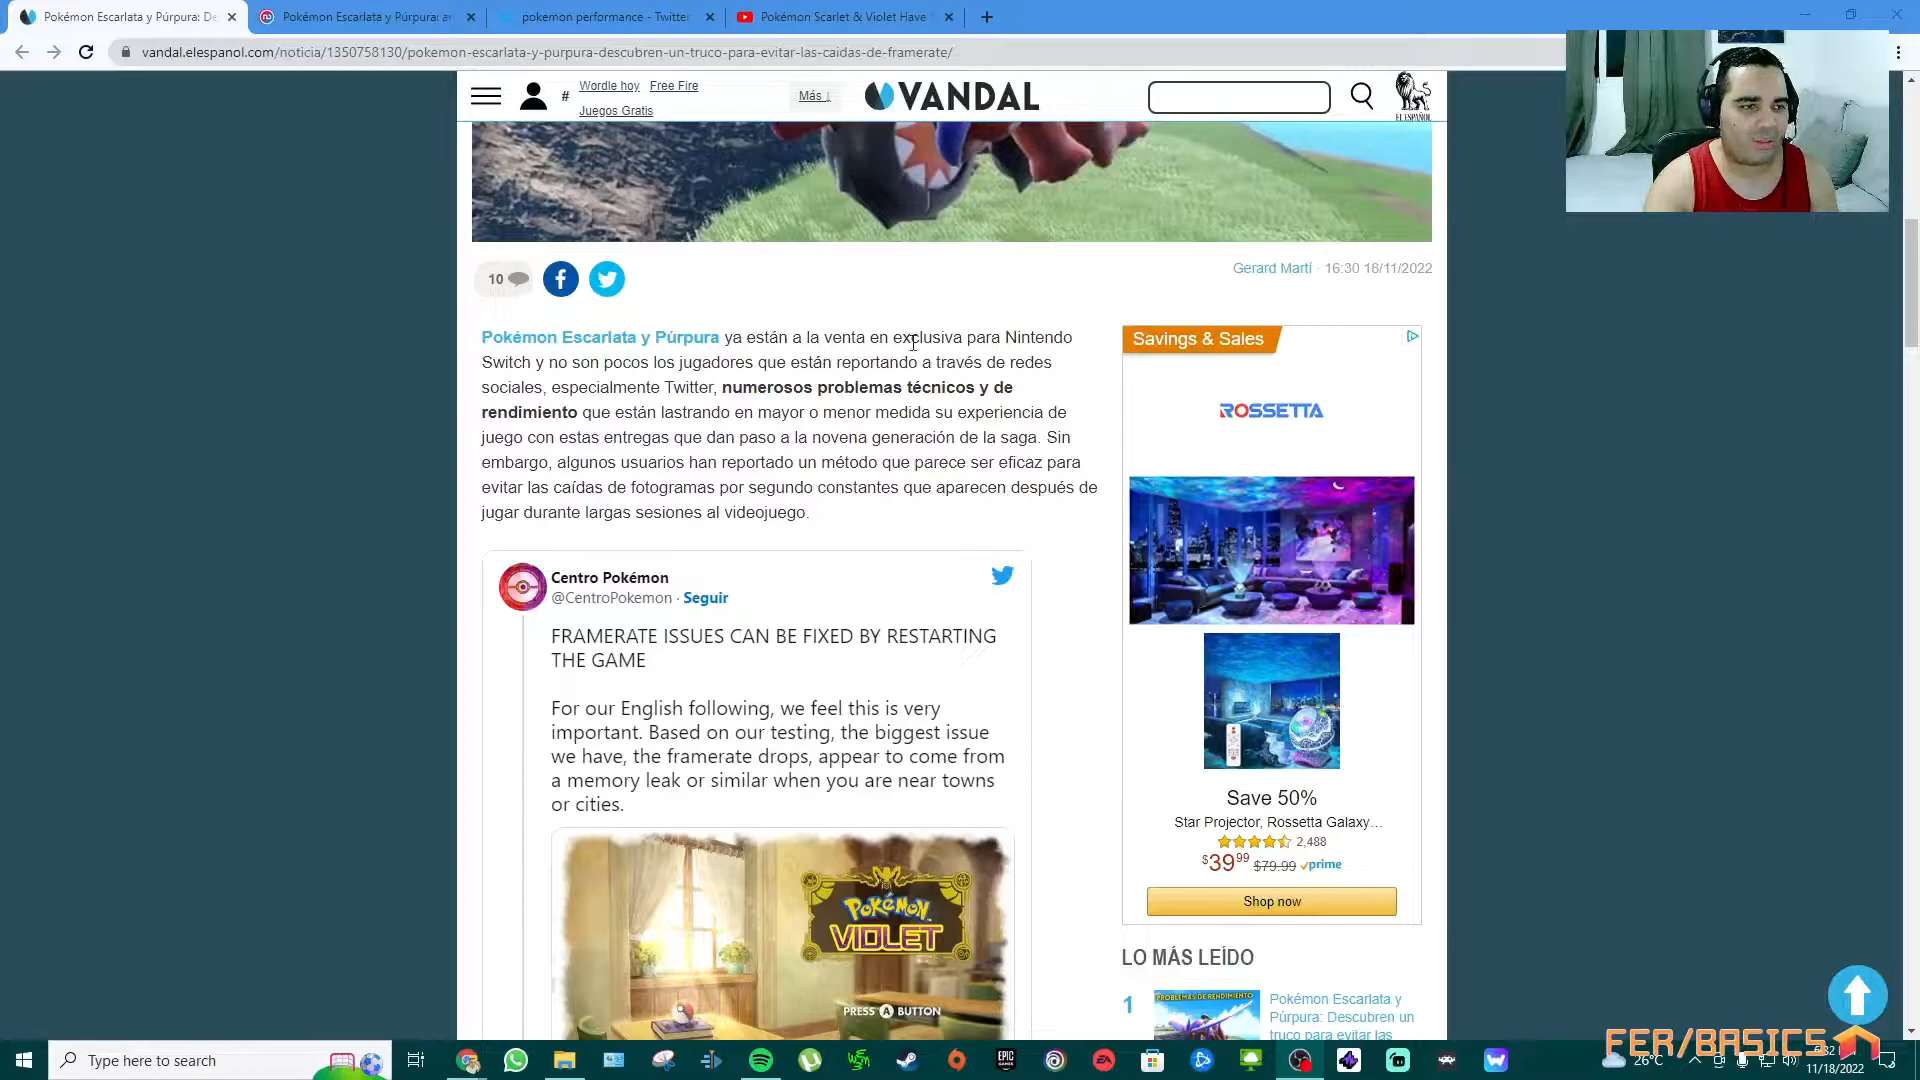 Pokémon Escarlata y Púrpura: De
Pokémon Escarlata y Púrpura: an
pokemon performance - Twitter
Pokémon Scarlet & Violet Have
vandal.elespanol.com/noticia/1350758130/pokemon-escarlata-y-purpura-descubren-un-truco-para-evitar-las-caidas-de-framerate/
# Wordle hoy Free Fire
Juegos Gratis
Más ↓
VANDAL
EL ESPAÑOL
10
Gerard Martí · 16:30 18/11/2022
Pokémon Escarlata y Púrpura ya están a la venta en exclusiva para Nintendo
Switch y no son pocos los jugadores que están reportando a través de redes
sociales, especialmente Twitter, numerosos problemas técnicos y de
rendimiento que están lastrando en mayor o menor medida su experiencia de
juego con estas entregas que dan paso a la novena generación de la saga. Sin
embargo, algunos usuarios han reportado un método que parece ser eficaz para
evitar las caídas de fotogramas por segundo constantes que aparecen después de
jugar durante largas sesiones al videojuego.
Centro Pokémon
@CentroPokemon · Seguir
FRAMERATE ISSUES CAN BE FIXED BY RESTARTING
THE GAME
For our English following, we feel this is very
important. Based on our testing, the biggest issue
we have, the framerate drops, appear to come from
a memory leak or similar when you are near towns
or cities.
POKéMON
VIOLET
PRESS A BUTTON
Savings & Sales
ROSSETTA
Save 50%
Star Projector, Rossetta Galaxy...
2,488
$39⁹⁹ $79.99 prime
Shop now
LO MÁS LEÍDO
1
PROBLEMAS DE RENDIMIENTO
Pokémon Escarlata y
Púrpura: Descubren un
truco para evitar las
FER/BASICS
Type here to search
EPIC
GAMES
EA
26°C
11/18/2022